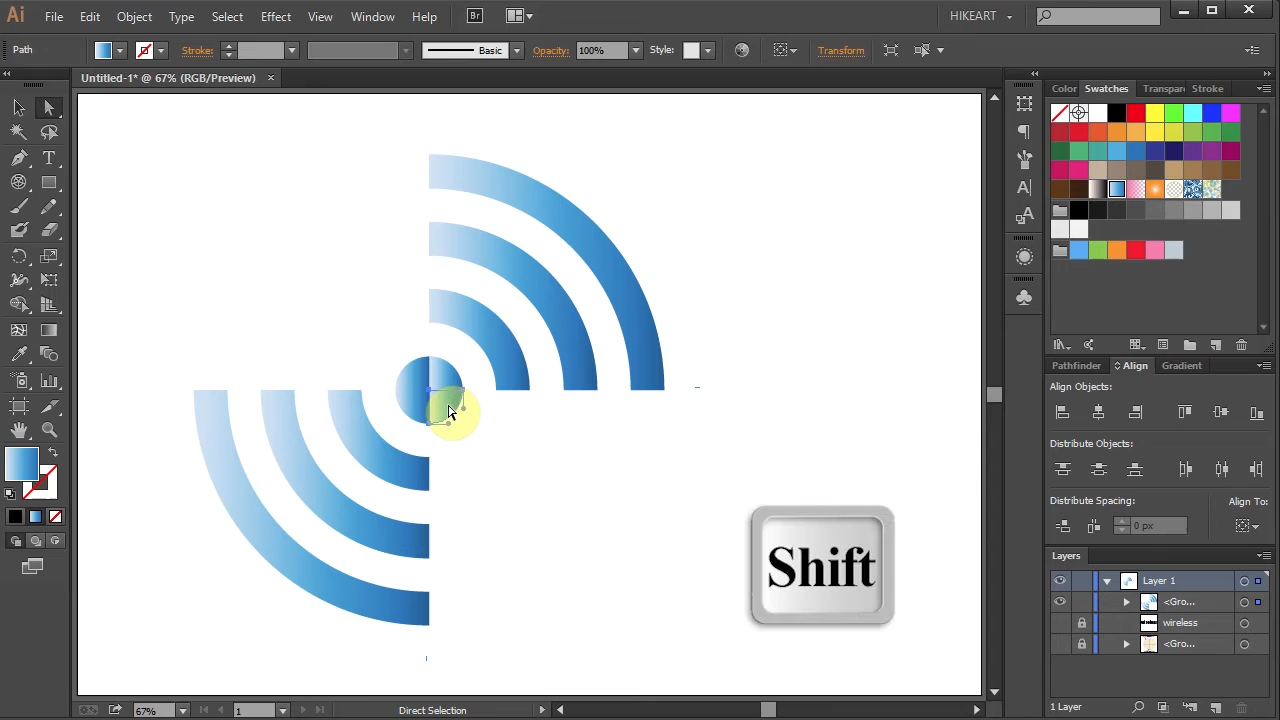 Ai File Edit Object Type Select Effect View Window Help Br HIKEART
Path Stroke: Basic Opacity: 100% Style: Transform
Untitled-1* @ 67% (RGB/Preview) ×
Color Swatches Transpare Stroke
Pathfinder Align Gradient
Align Objects:
Distribute Objects:
Distribute Spacing: Align To:
0 px
Shift
Layers
Layer 1
<Gro...
wireless
<Gro...
1 Layer
67% 1 Direct Selection